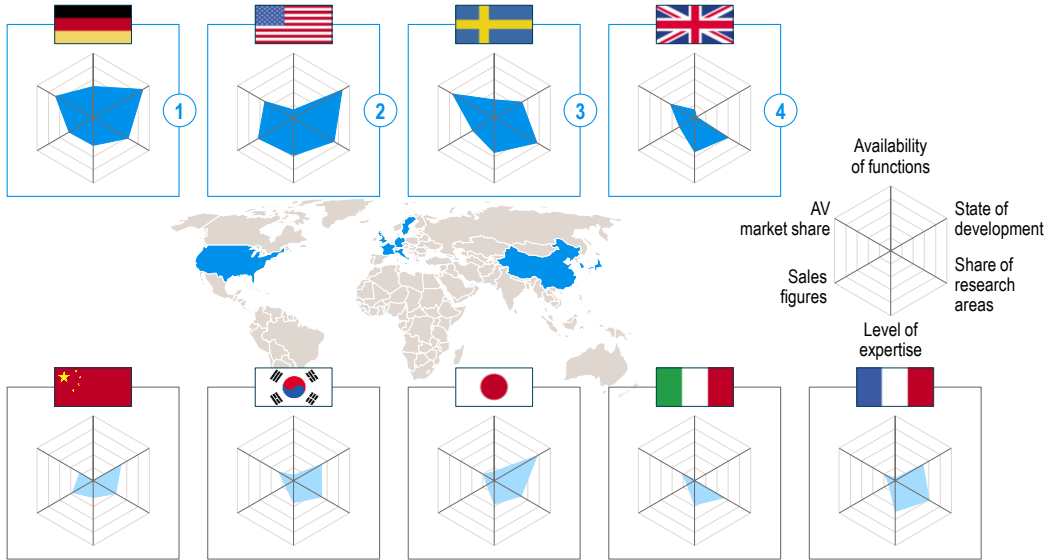 1
2
3
4
Availability
of functions
AV
market share
State of
development
Sales
figures
Share of
research
areas
Level of
expertise